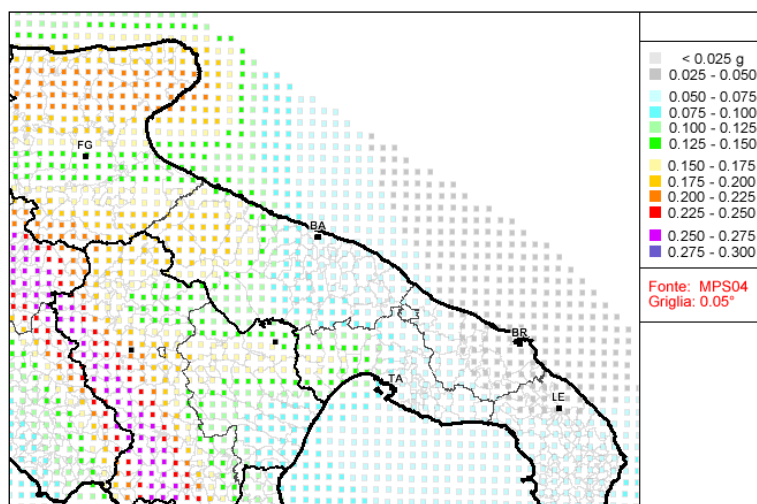 FG
BA
BR
TA
LE
< 0.025 g
0.025 - 0.050
0.050 - 0.075
0.075 - 0.100
0.100 - 0.125
0.125 - 0.150
0.150 - 0.175
0.175 - 0.200
0.200 - 0.225
0.225 - 0.250
0.250 - 0.275
0.275 - 0.300
Fonte: MPS04
Griglia: 0.05°